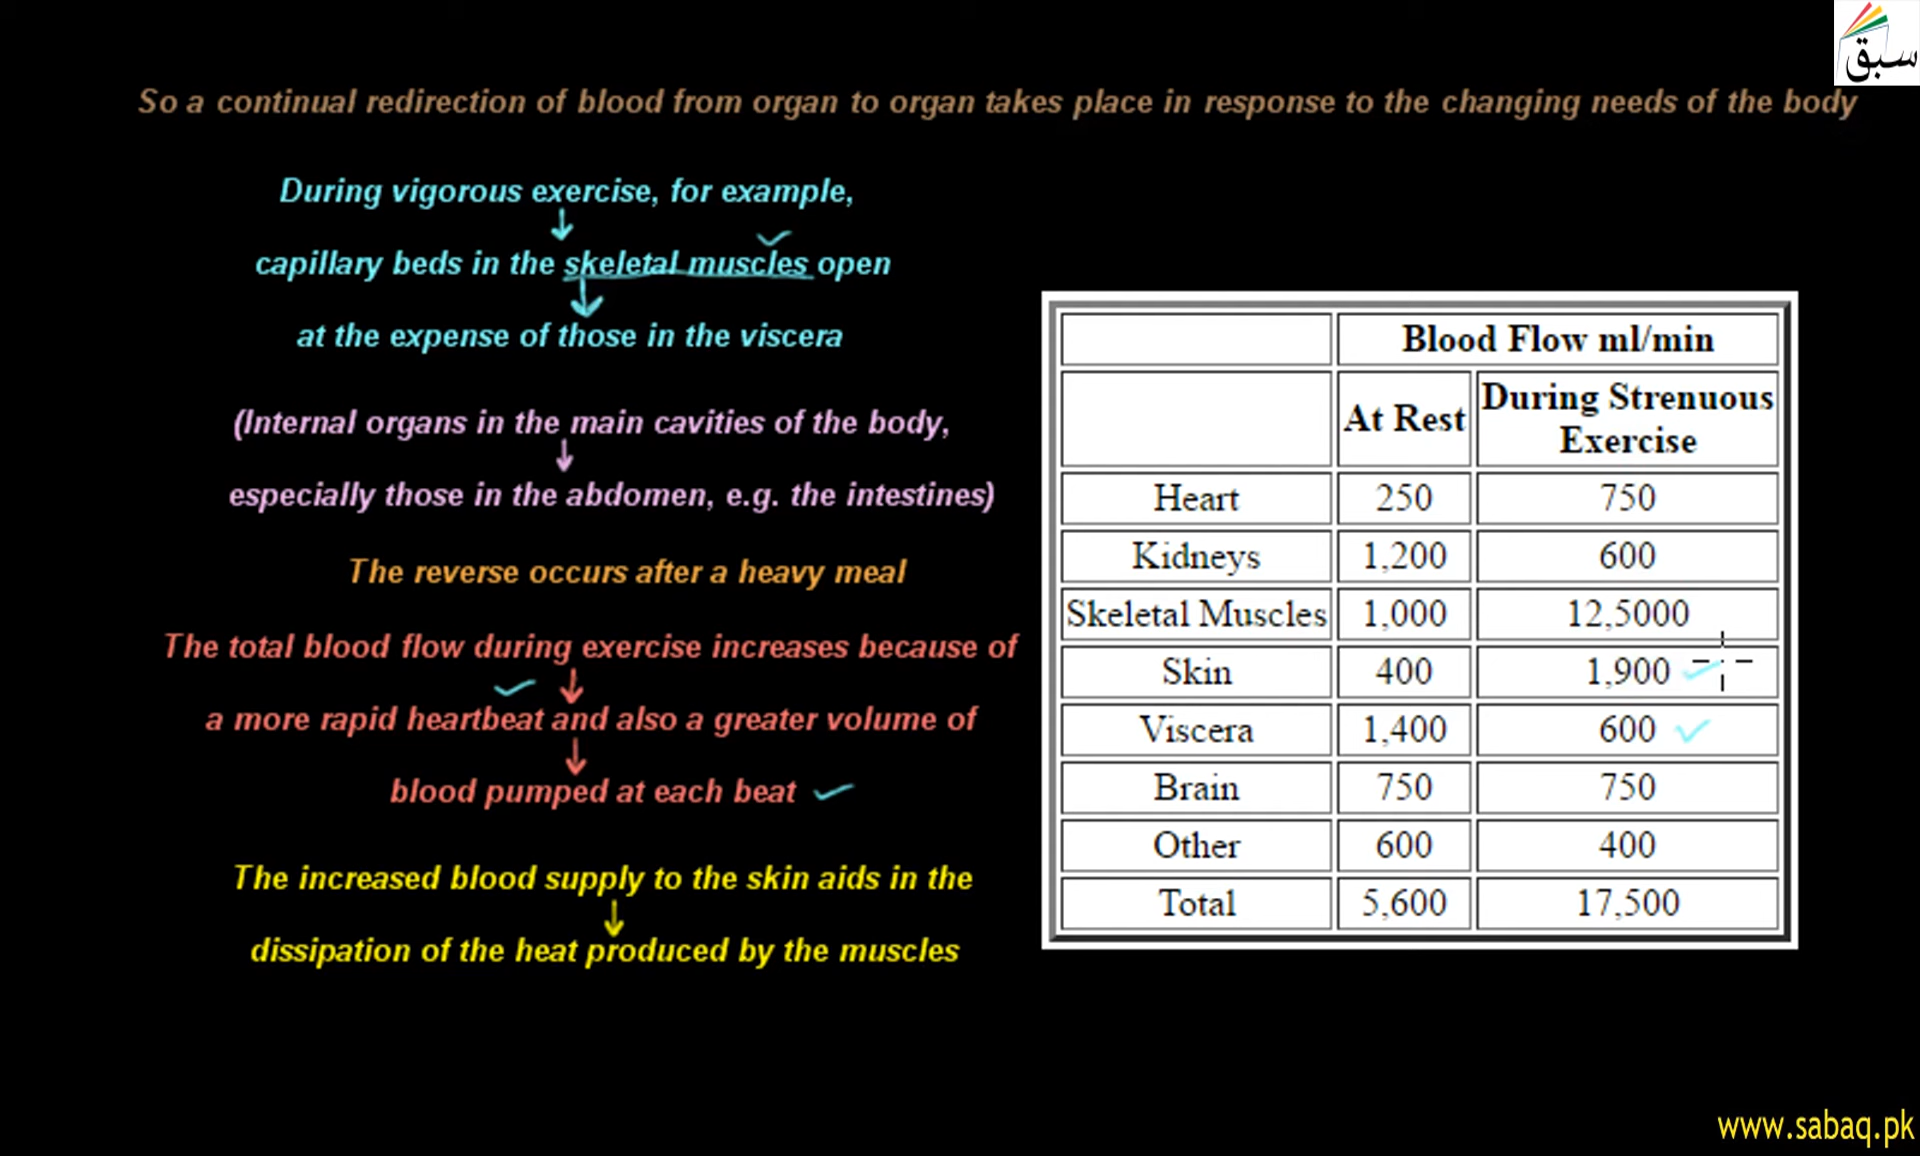 سبق
So a continual redirection of blood from organ to organ takes place in response to the changing needs of the body
During vigorous exercise, for example,
capillary beds in the skeletal muscles open
at the expense of those in the viscera
(Internal organs in the main cavities of the body,
especially those in the abdomen, e.g. the intestines)
The reverse occurs after a heavy meal
The total blood flow during exercise increases because of
a more rapid heartbeat and also a greater volume of
blood pumped at each beat
The increased blood supply to the skin aids in the
dissipation of the heat produced by the muscles
Blood Flow ml/min
At Rest During Strenuous Exercise
Heart 250 750
Kidneys 1,200 600
Skeletal Muscles 1,000 12,5000
Skin 400 1,900
Viscera 1,400 600
Brain 750 750
Other 600 400
Total 5,600 17,500
www.sabaq.pk